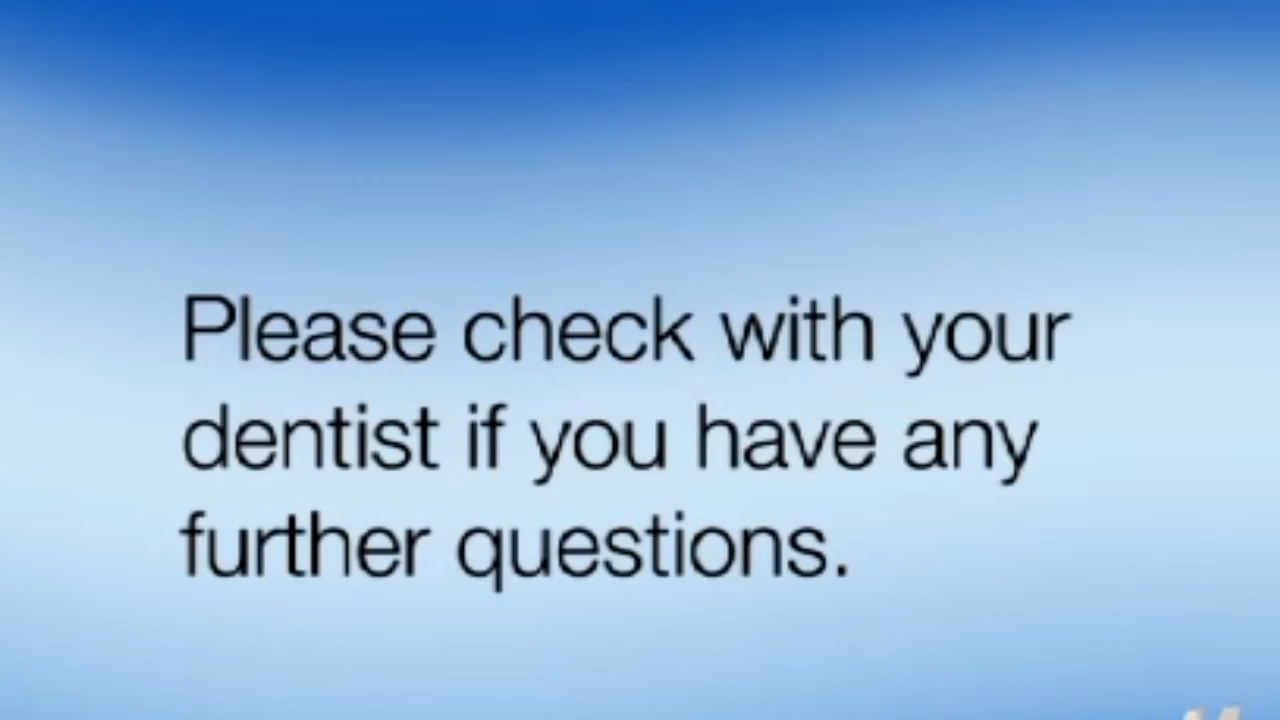 Please check with your
dentist if you have any
further questions.